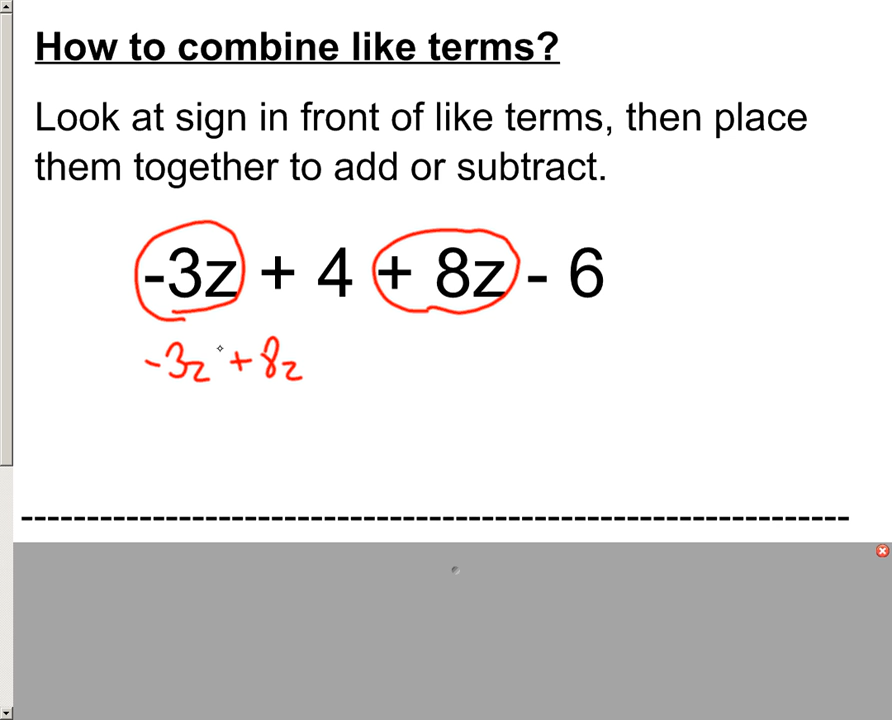 How to combine like terms?
Look at sign in front of like terms, then place
them together to add or subtract.
-3z + 4 + 8z - 6
-3z + 8z